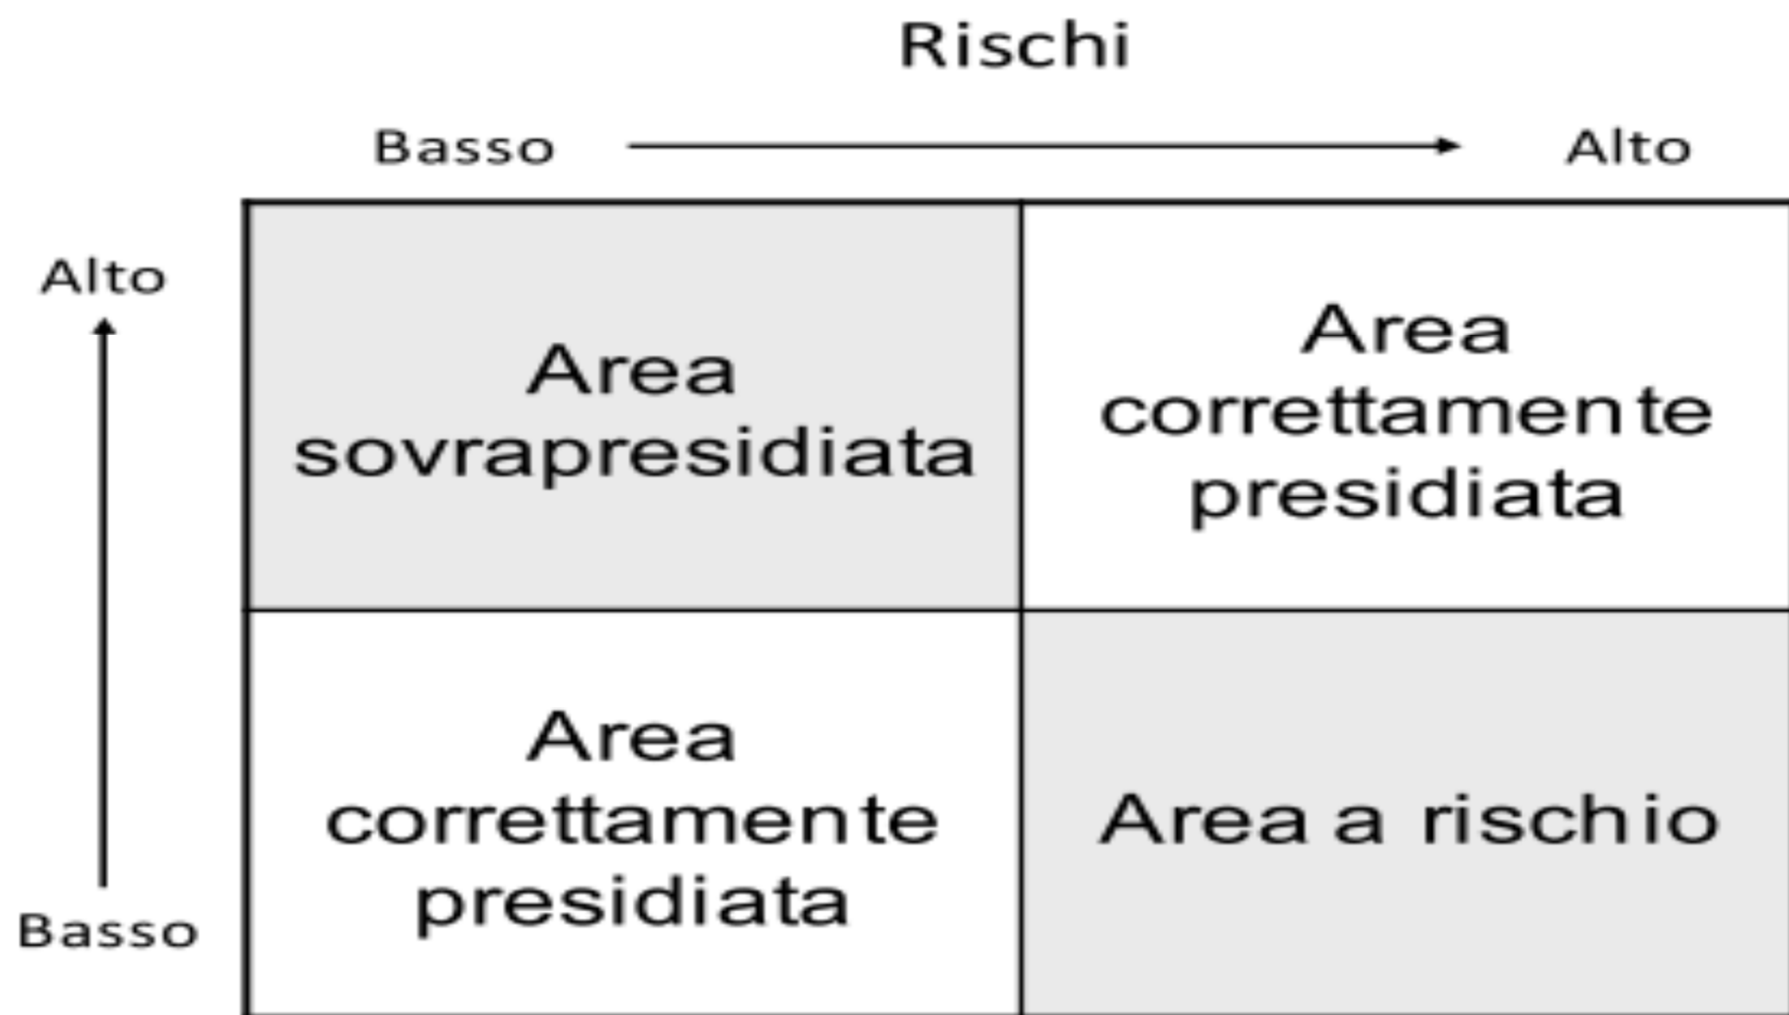 Rischi
Basso
Alto
Alto
Area
sovrapresidiata
Area
correttamente
presidiata
Area
correttamente
presidiata
Area a rischio
Basso